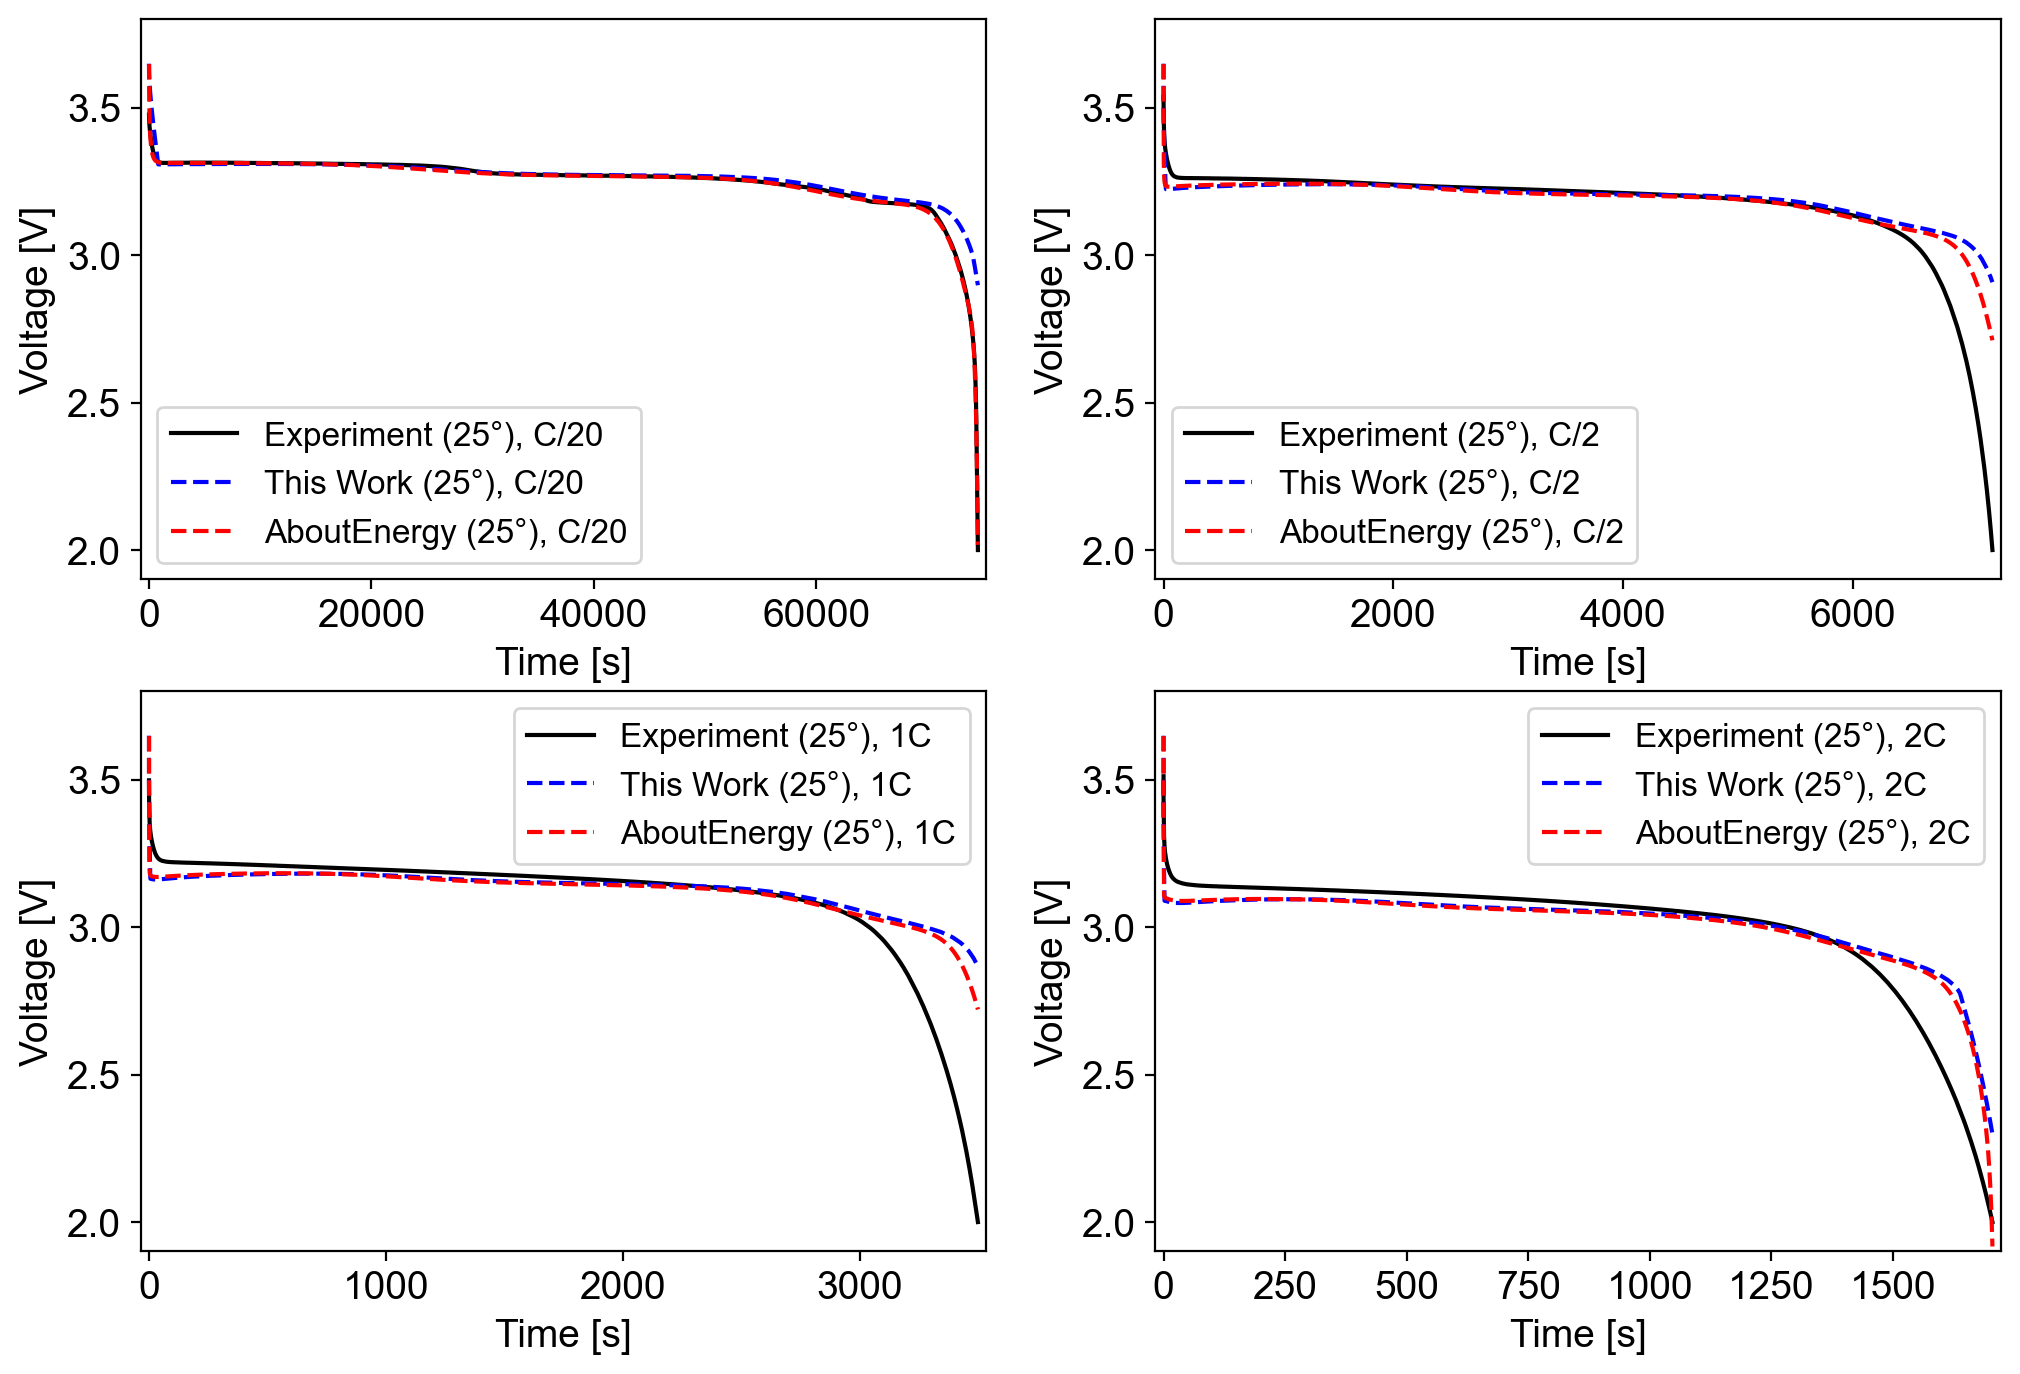 3.5
3.0
2.5
2.0
Voltage [V]
Experiment (25°), C/20
This Work (25°), C/20
AboutEnergy (25°), C/20
0
20000
40000
60000
Time [s]
3.5
3.0
2.5
2.0
Voltage [V]
Experiment (25°), C/2
This Work (25°), C/2
AboutEnergy (25°), C/2
0
2000
4000
6000
Time [s]
3.5
3.0
2.5
2.0
Voltage [V]
Experiment (25°), 1C
This Work (25°), 1C
AboutEnergy (25°), 1C
0
1000
2000
3000
Time [s]
3.5
3.0
2.5
2.0
Voltage [V]
Experiment (25°), 2C
This Work (25°), 2C
AboutEnergy (25°), 2C
0
250
500
750
1000
1250
1500
Time [s]